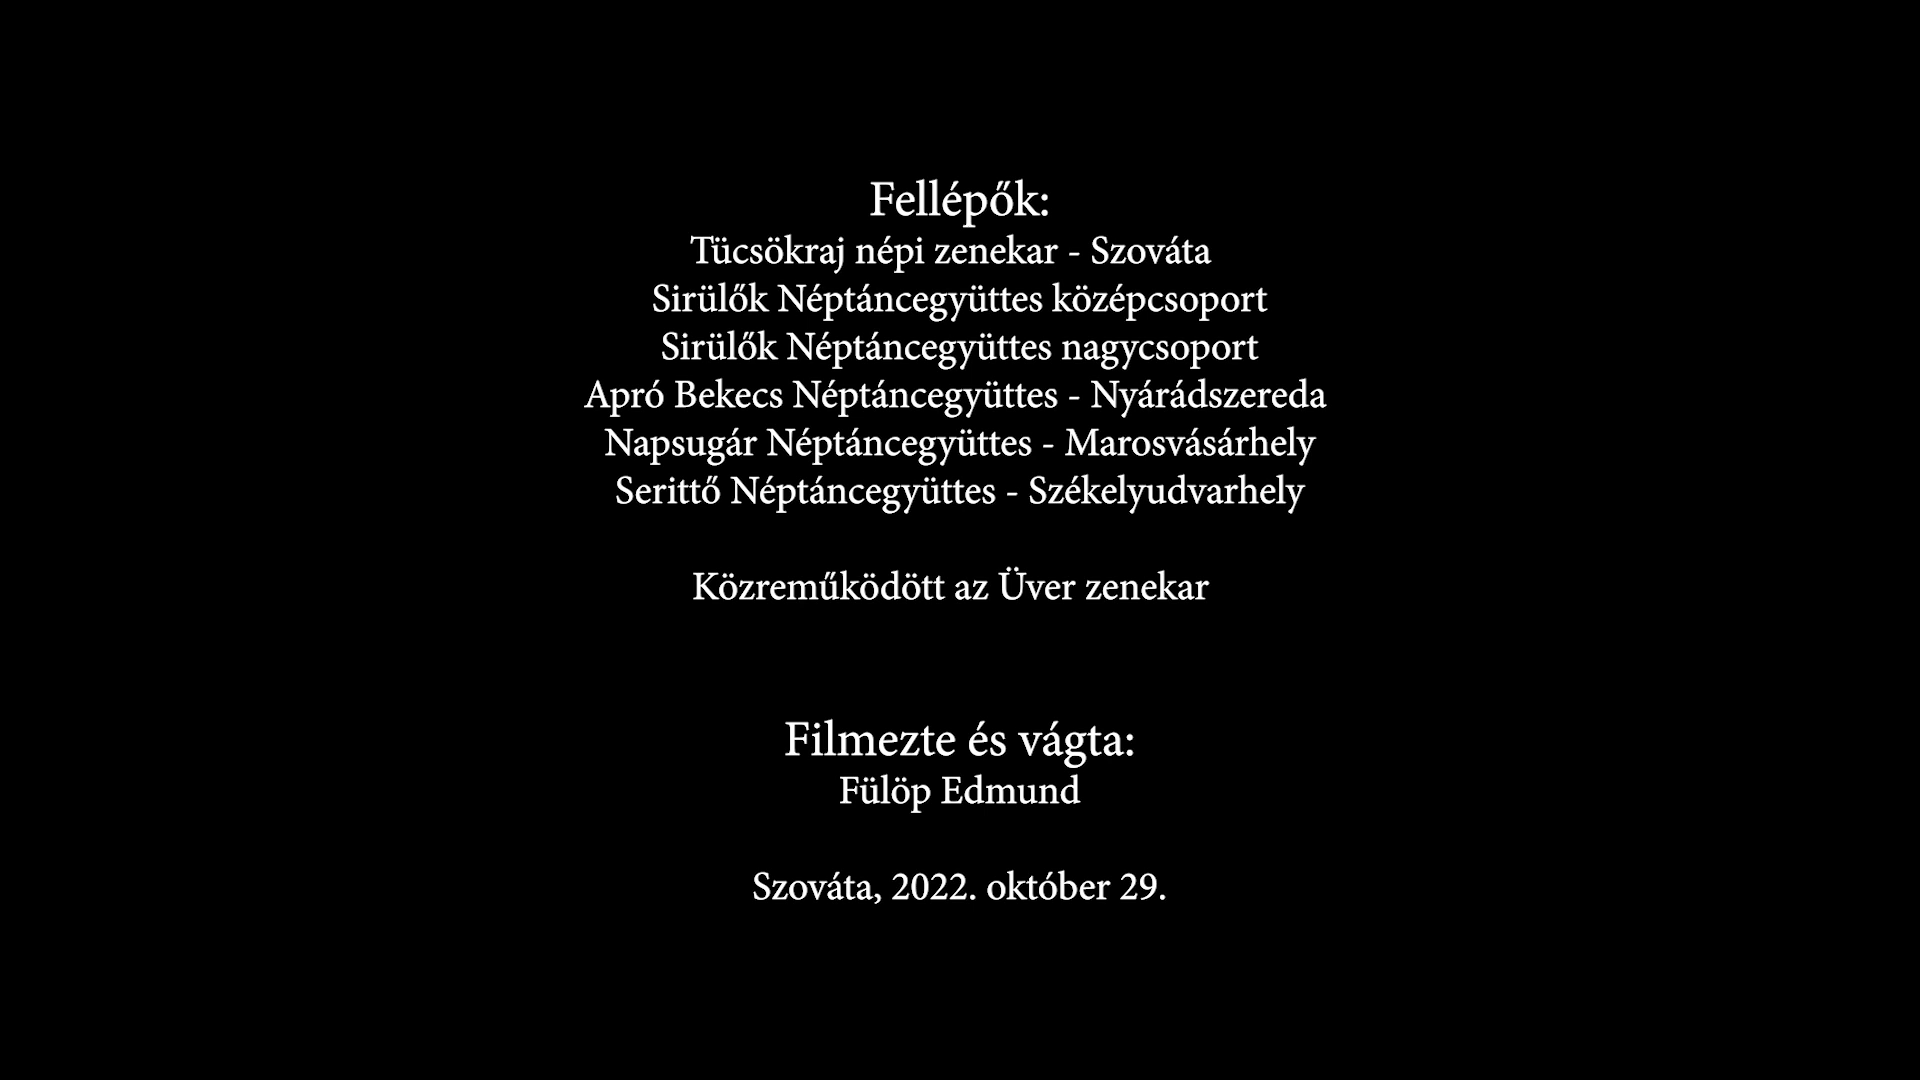 Fellépők:
Tücsökraj népi zenekar - Szováta
Sirülők Néptáncegyüttes középcsoport
Sirülők Néptáncegyüttes nagycsoport
Apró Bekecs Néptáncegyüttes - Nyárádszereda
Napsugár Néptáncegyüttes - Marosvásárhely
Serittő Néptáncegyüttes - Székelyudvarhely
Közreműködött az Üver zenekar
Filmezte és vágta:
Fülöp Edmund
Szováta, 2022. október 29.